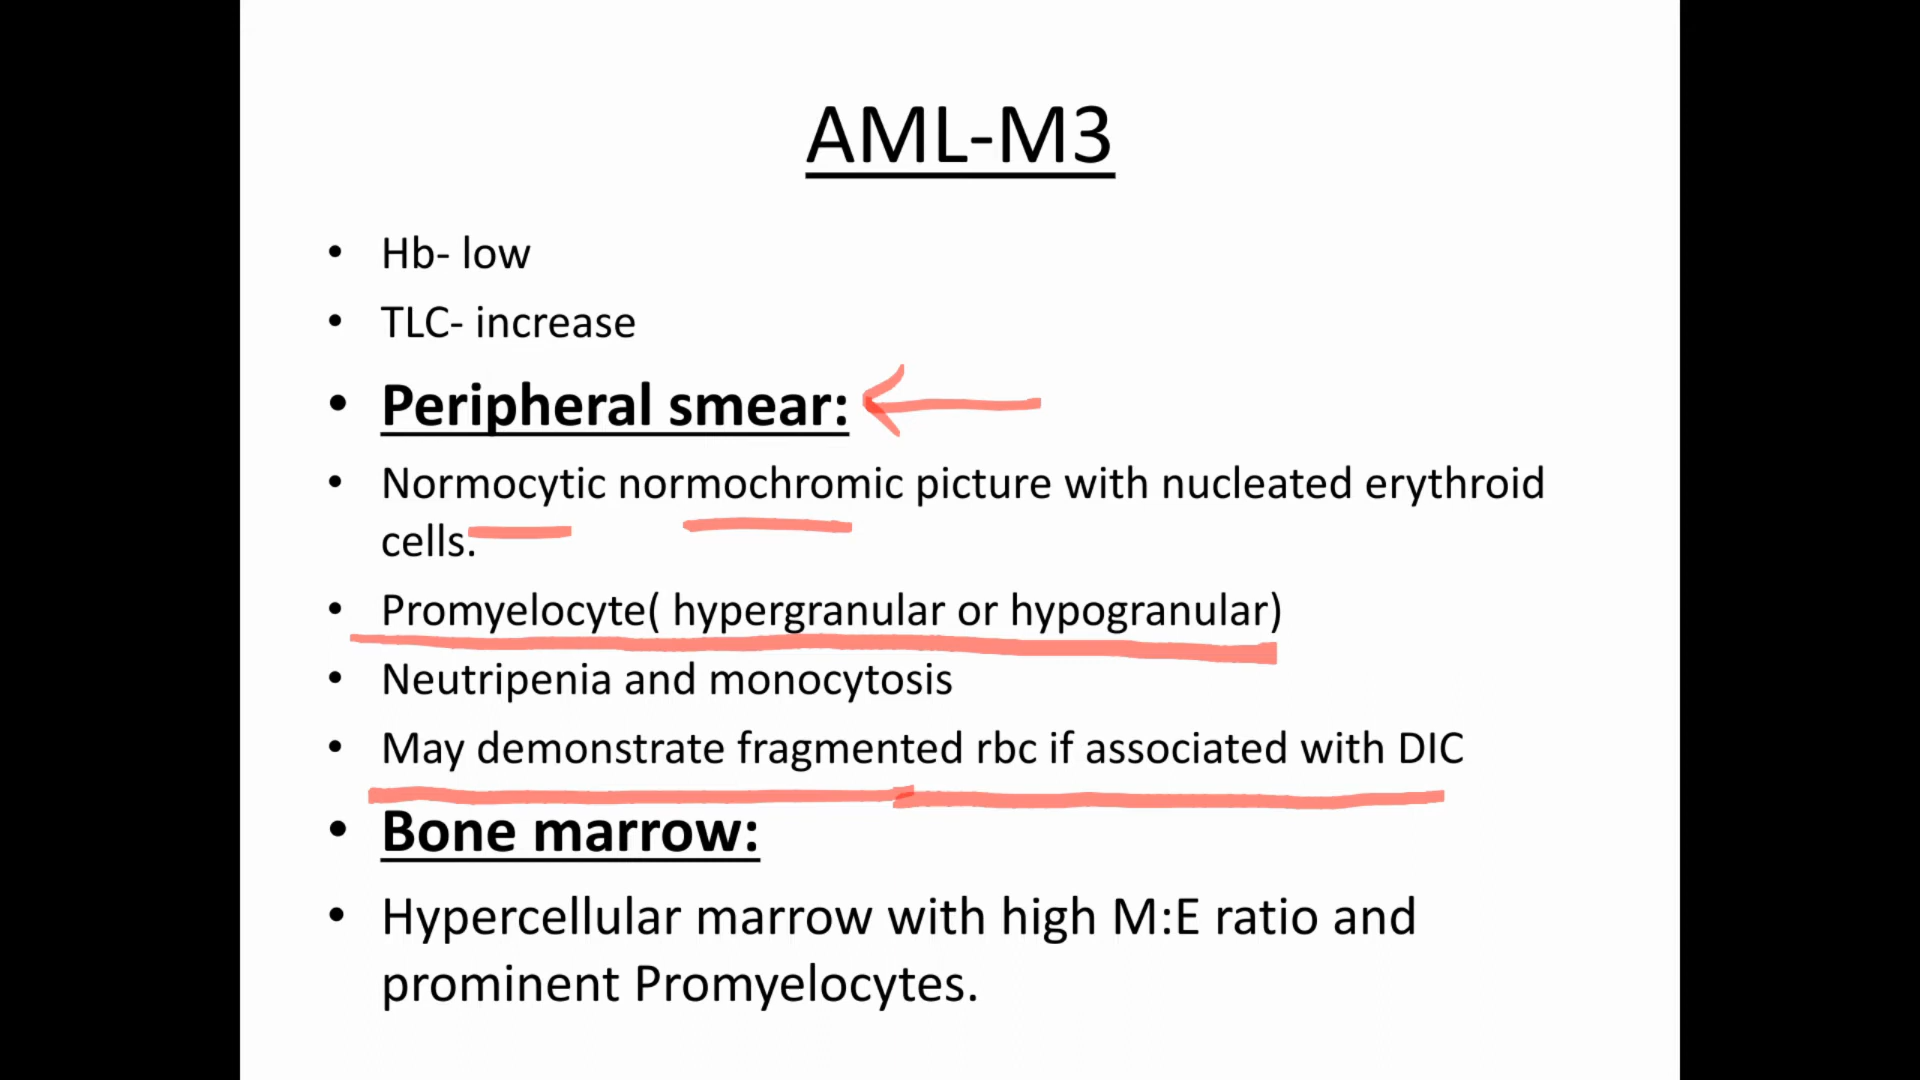 AML-M3
• Hb- low
• TLC- increase
• Peripheral smear:
• Normocytic normochromic picture with nucleated erythroid
cells.
• Promyelocyte( hypergranular or hypogranular)
• Neutripenia and monocytosis
• May demonstrate fragmented rbc if associated with DIC
• Bone marrow:
• Hypercellular marrow with high M:E ratio and
prominent Promyelocytes.